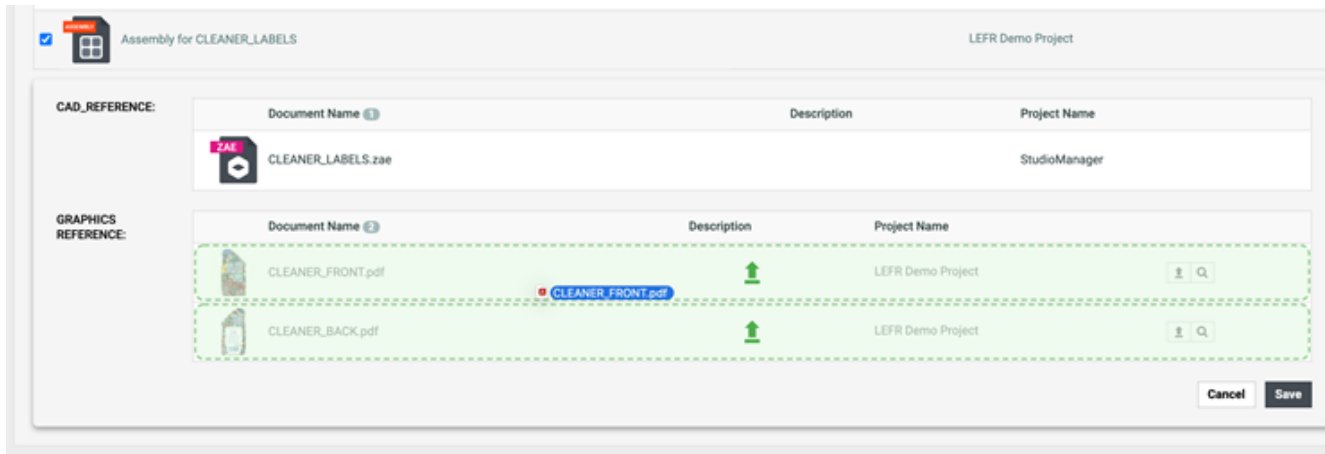 ASSEMBLY
Assembly for CLEANER_LABELS LEFR Demo Project
CAD_REFERENCE: Document Name 1 Description Project Name
ZAE CLEANER_LABELS.zae StudioManager
GRAPHICS REFERENCE: Document Name 2 Description Project Name
CLEANER_FRONT.pdf LEFR Demo Project
CLEANER_FRONT.pdf
CLEANER_BACK.pdf LEFR Demo Project
Cancel Save